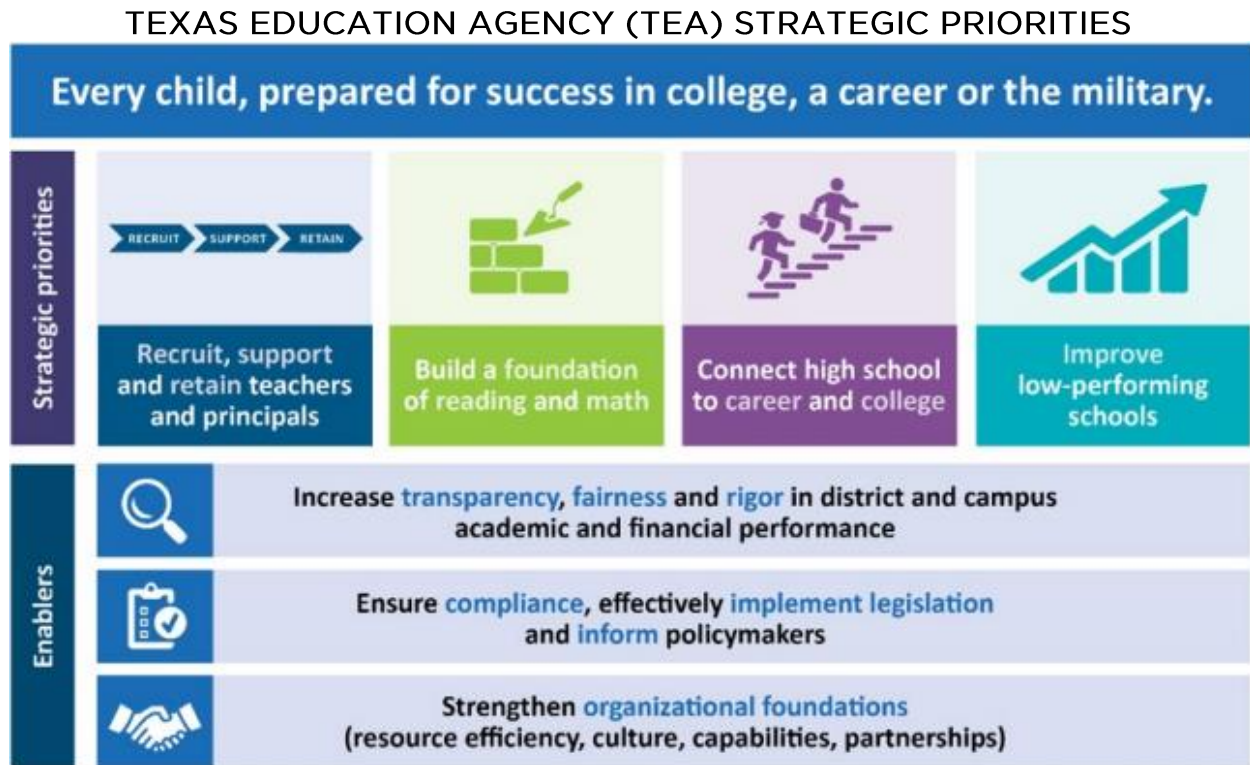 TEXAS EDUCATION AGENCY (TEA) STRATEGIC PRIORITIES
Every child, prepared for success in college, a career or the military.
Strategic priorities
RECRUIT SUPPORT RETAIN
Recruit, support
and retain teachers
and principals
Build a foundation
of reading and math
Connect high school
to career and college
Improve
low-performing
schools
Enablers
Increase transparency, fairness and rigor in district and campus
academic and financial performance
Ensure compliance, effectively implement legislation
and inform policymakers
Strengthen organizational foundations
(resource efficiency, culture, capabilities, partnerships)